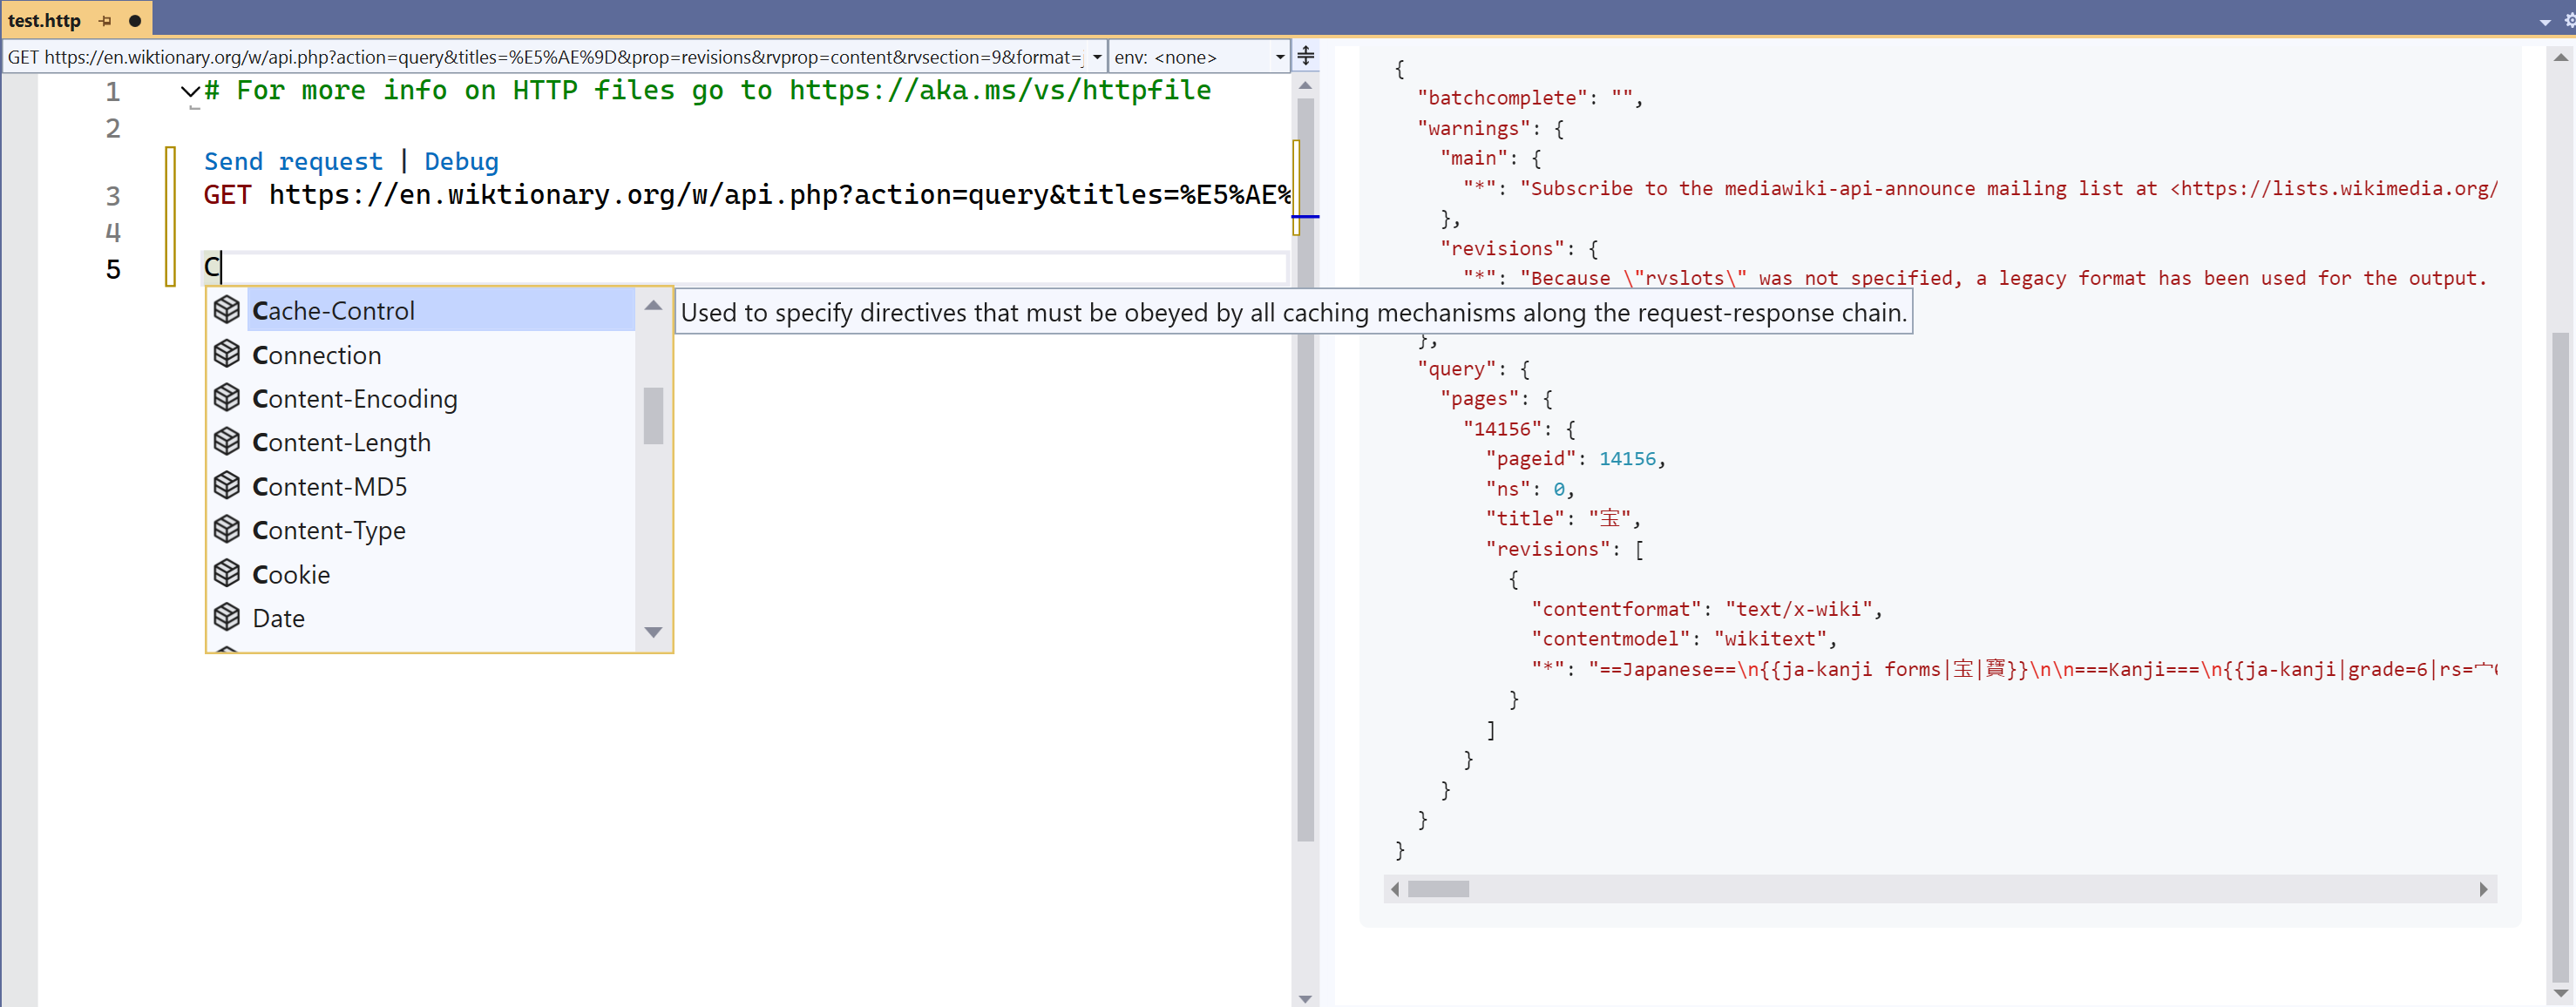 test.http
GET https://en.wiktionary.org/w/api.php?action=query&titles=%E5%AE%9D&prop=revisions&rvprop=content&rvsection=9&format=
env: <none>
1 # For more info on HTTP files go to https://aka.ms/vs/httpfile
2
Send request | Debug
3 GET https://en.wiktionary.org/w/api.php?action=query&titles=%E5%AE%
4
5 C
Cache-Control
Connection
Content-Encoding
Content-Length
Content-MD5
Content-Type
Cookie
Date
Used to specify directives that must be obeyed by all caching mechanisms along the request-response chain.
{
"batchcomplete": "",
"warnings": {
"main": {
"*": "Subscribe to the mediawiki-api-announce mailing list at <https://lists.wikimedia.org/
},
"revisions": {
"*": "Because \"rvslots\" was not specified, a legacy format has been used for the output.
},
"query": {
"pages": {
"14156": {
"pageid": 14156,
"ns": 0,
"title": "宝",
"revisions": [
{
"contentformat": "text/x-wiki",
"contentmodel": "wikitext",
"*": "==Japanese==\n{{ja-kanji forms|宝|寶}}\n\n===Kanji===\n{{ja-kanji|grade=6|rs=宀
}
]
}
}
}
}